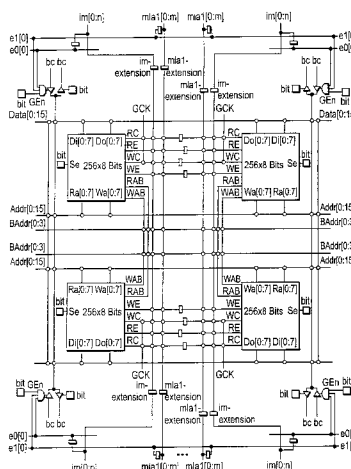 im[0:n] mla1[0:m] mla1[0:m] im[0:n]
e1[0] e1[0]
e0[0] e0[0]
bc bc im-extension mla1-extension im-extension bc bc
GEn mla1-extension GEn
bit bit bit bit
Data[0:15] GCK GCK Data[0:15]
Di[0:7] Do[0:7] RC RC Do[0:7] Di[0:7]
bit RE RE bit
Se 256x8 Bits WC WC 256x8 Bits Se
WE WE
Ra[0:7] Wa[0:7] RAB RAB Wa[0:7] Ra[0:7]
WAB WAB
Addr[0:15] Addr[0:15]
BAddr[0:3] BAddr[0:3]
BAddr[0:3] BAddr[0:3]
Addr[0:15] Addr[0:15]
WAB WAB
Ra[0:7] Wa[0:7] RAB RAB We[0:7] Ra[0:7]
bit WE WE bit
Se 256x8 Bits WC WC 256x8 Bits Se
RE RE
Di[0:7] Do[0:7] RC RC Do[0:7] Di[0:7]
GCK GCK
bit GEn bit im-extension im-extension bit GEn bit
bc bc mla1-extension mla1-extension bc bc
e0[0] e0[0]
e1[0] e1[0]
im[0:n] mla1[0:m] mla1[0:m] im[0:n]